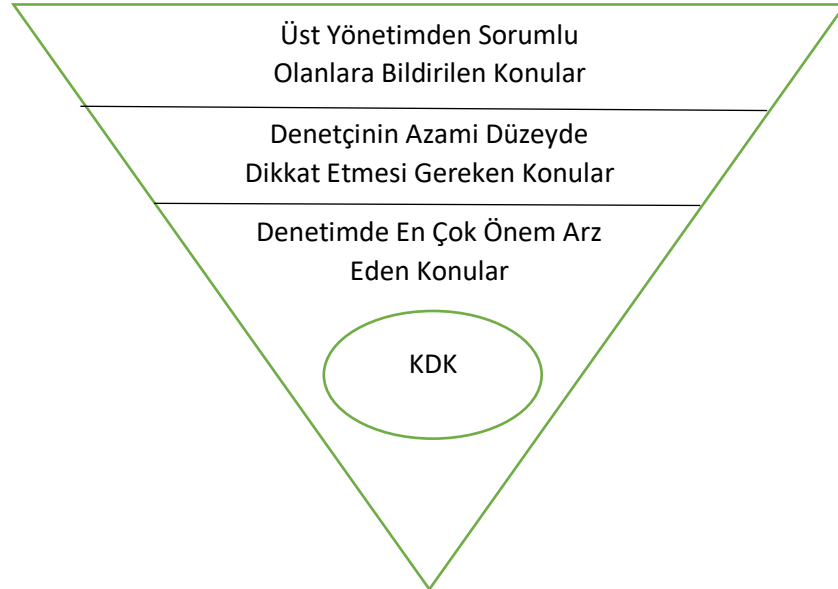 Üst Yönetimden Sorumlu
Olanlara Bildirilen Konular
Denetçinin Azami Düzeyde
Dikkat Etmesi Gereken Konular
Denetimde En Çok Önem Arz
Eden Konular
KDK